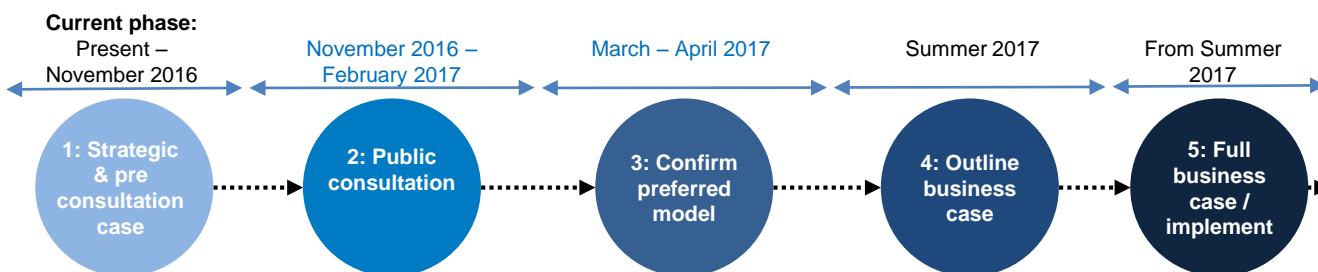 Current phase:
Present –
November 2016
November 2016 –
February 2017
March – April 2017
Summer 2017
From Summer
2017
1: Strategic
& pre
consultation
case
2: Public
consultation
3: Confirm
preferred
model
4: Outline
business
case
5: Full
business
case /
implement